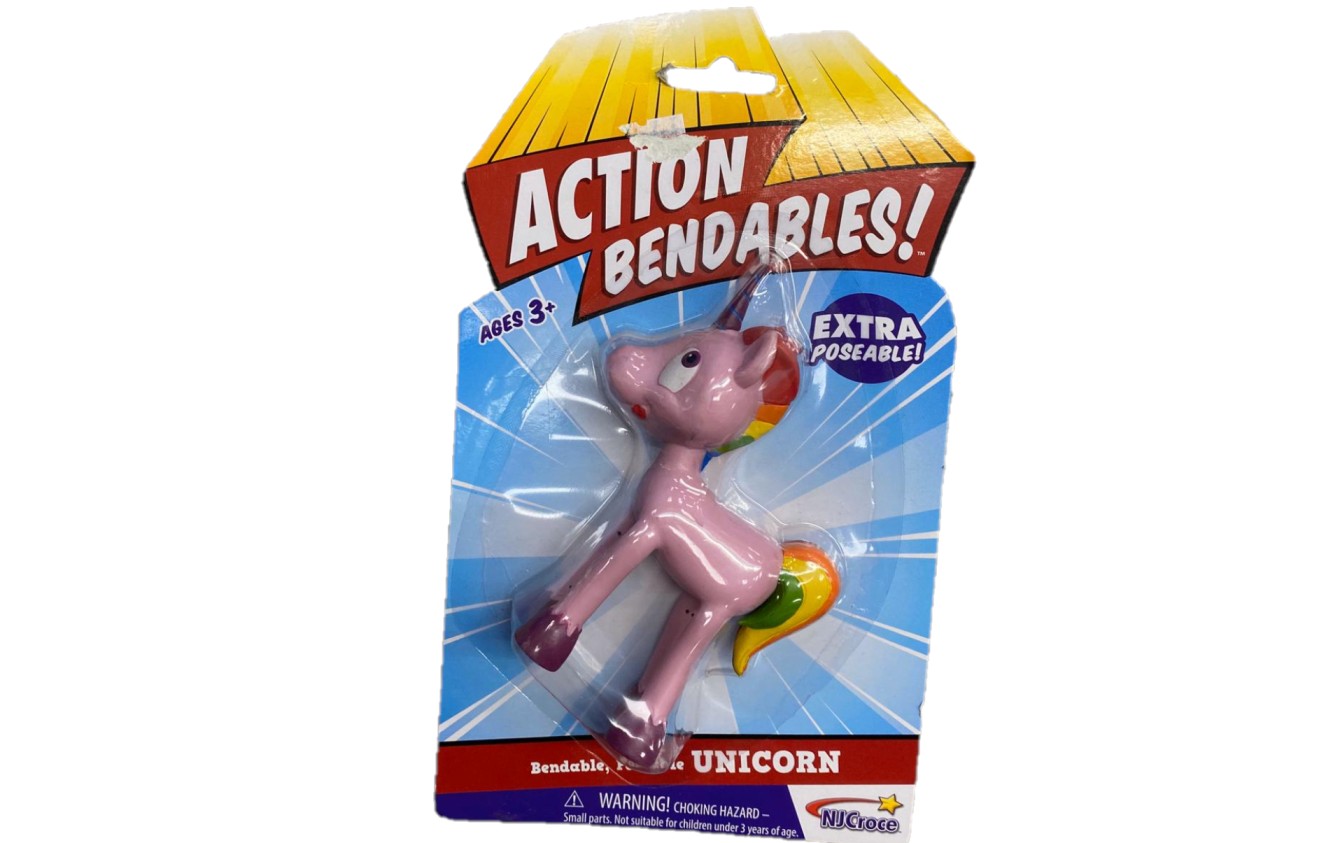 ACTION
BENDABLES!™
AGES 3+
EXTRA
POSEABLE!
Bendable, UNICORN
⚠ WARNING! CHOKING HAZARD –
Small parts. Not suitable for children under 3 years of age.
NJCroce